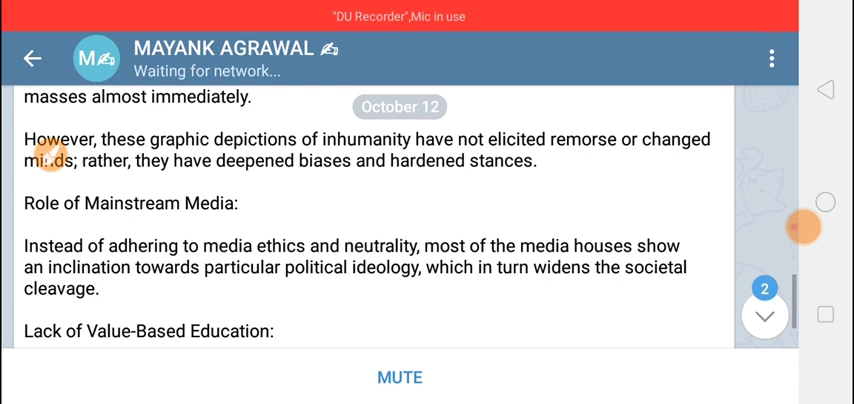 "DU Recorder",Mic in use
MAYANK AGRAWAL ✍
Waiting for network...
M✍
masses almost immediately.
October 12
However, these graphic depictions of inhumanity have not elicited remorse or changed
minds; rather, they have deepened biases and hardened stances.
Role of Mainstream Media:
Instead of adhering to media ethics and neutrality, most of the media houses show
an inclination towards particular political ideology, which in turn widens the societal
cleavage.
2
Lack of Value-Based Education:
MUTE